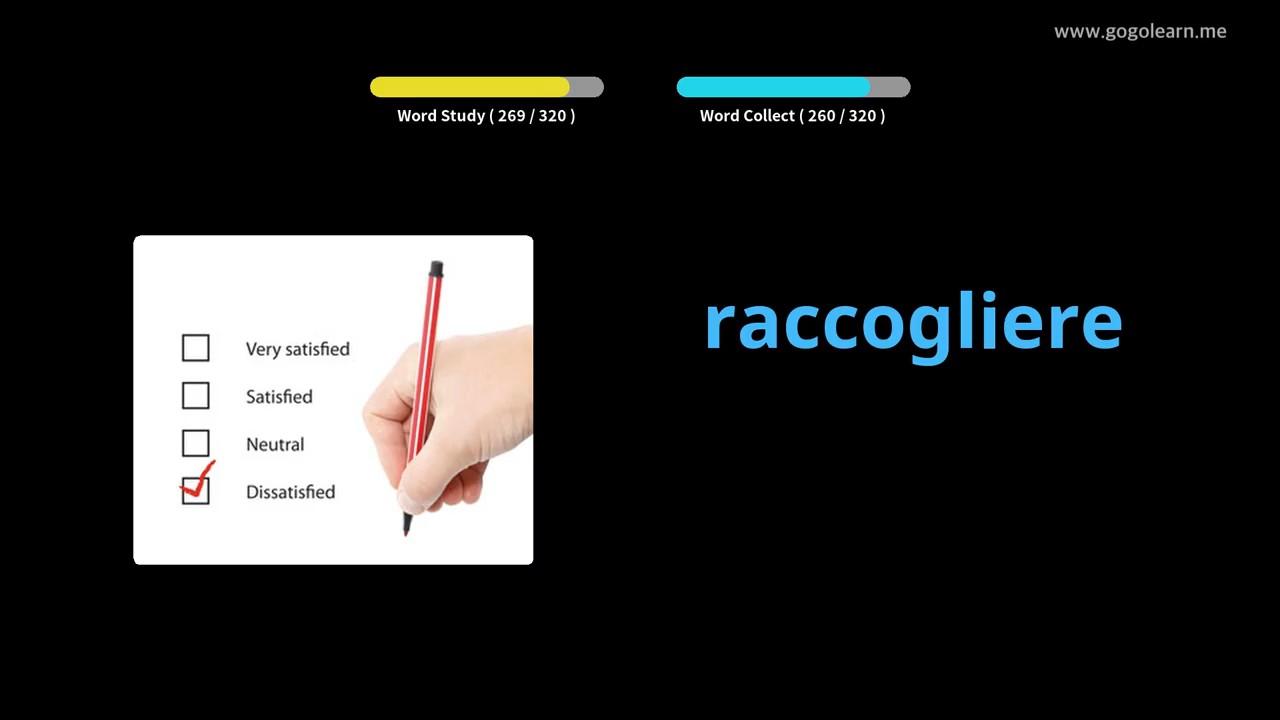 www.gogolearn.me
Word Study ( 269 / 320 )
Word Collect ( 260 / 320 )
raccogliere
Very satisfied
Satisfied
Neutral
Dissatisfied